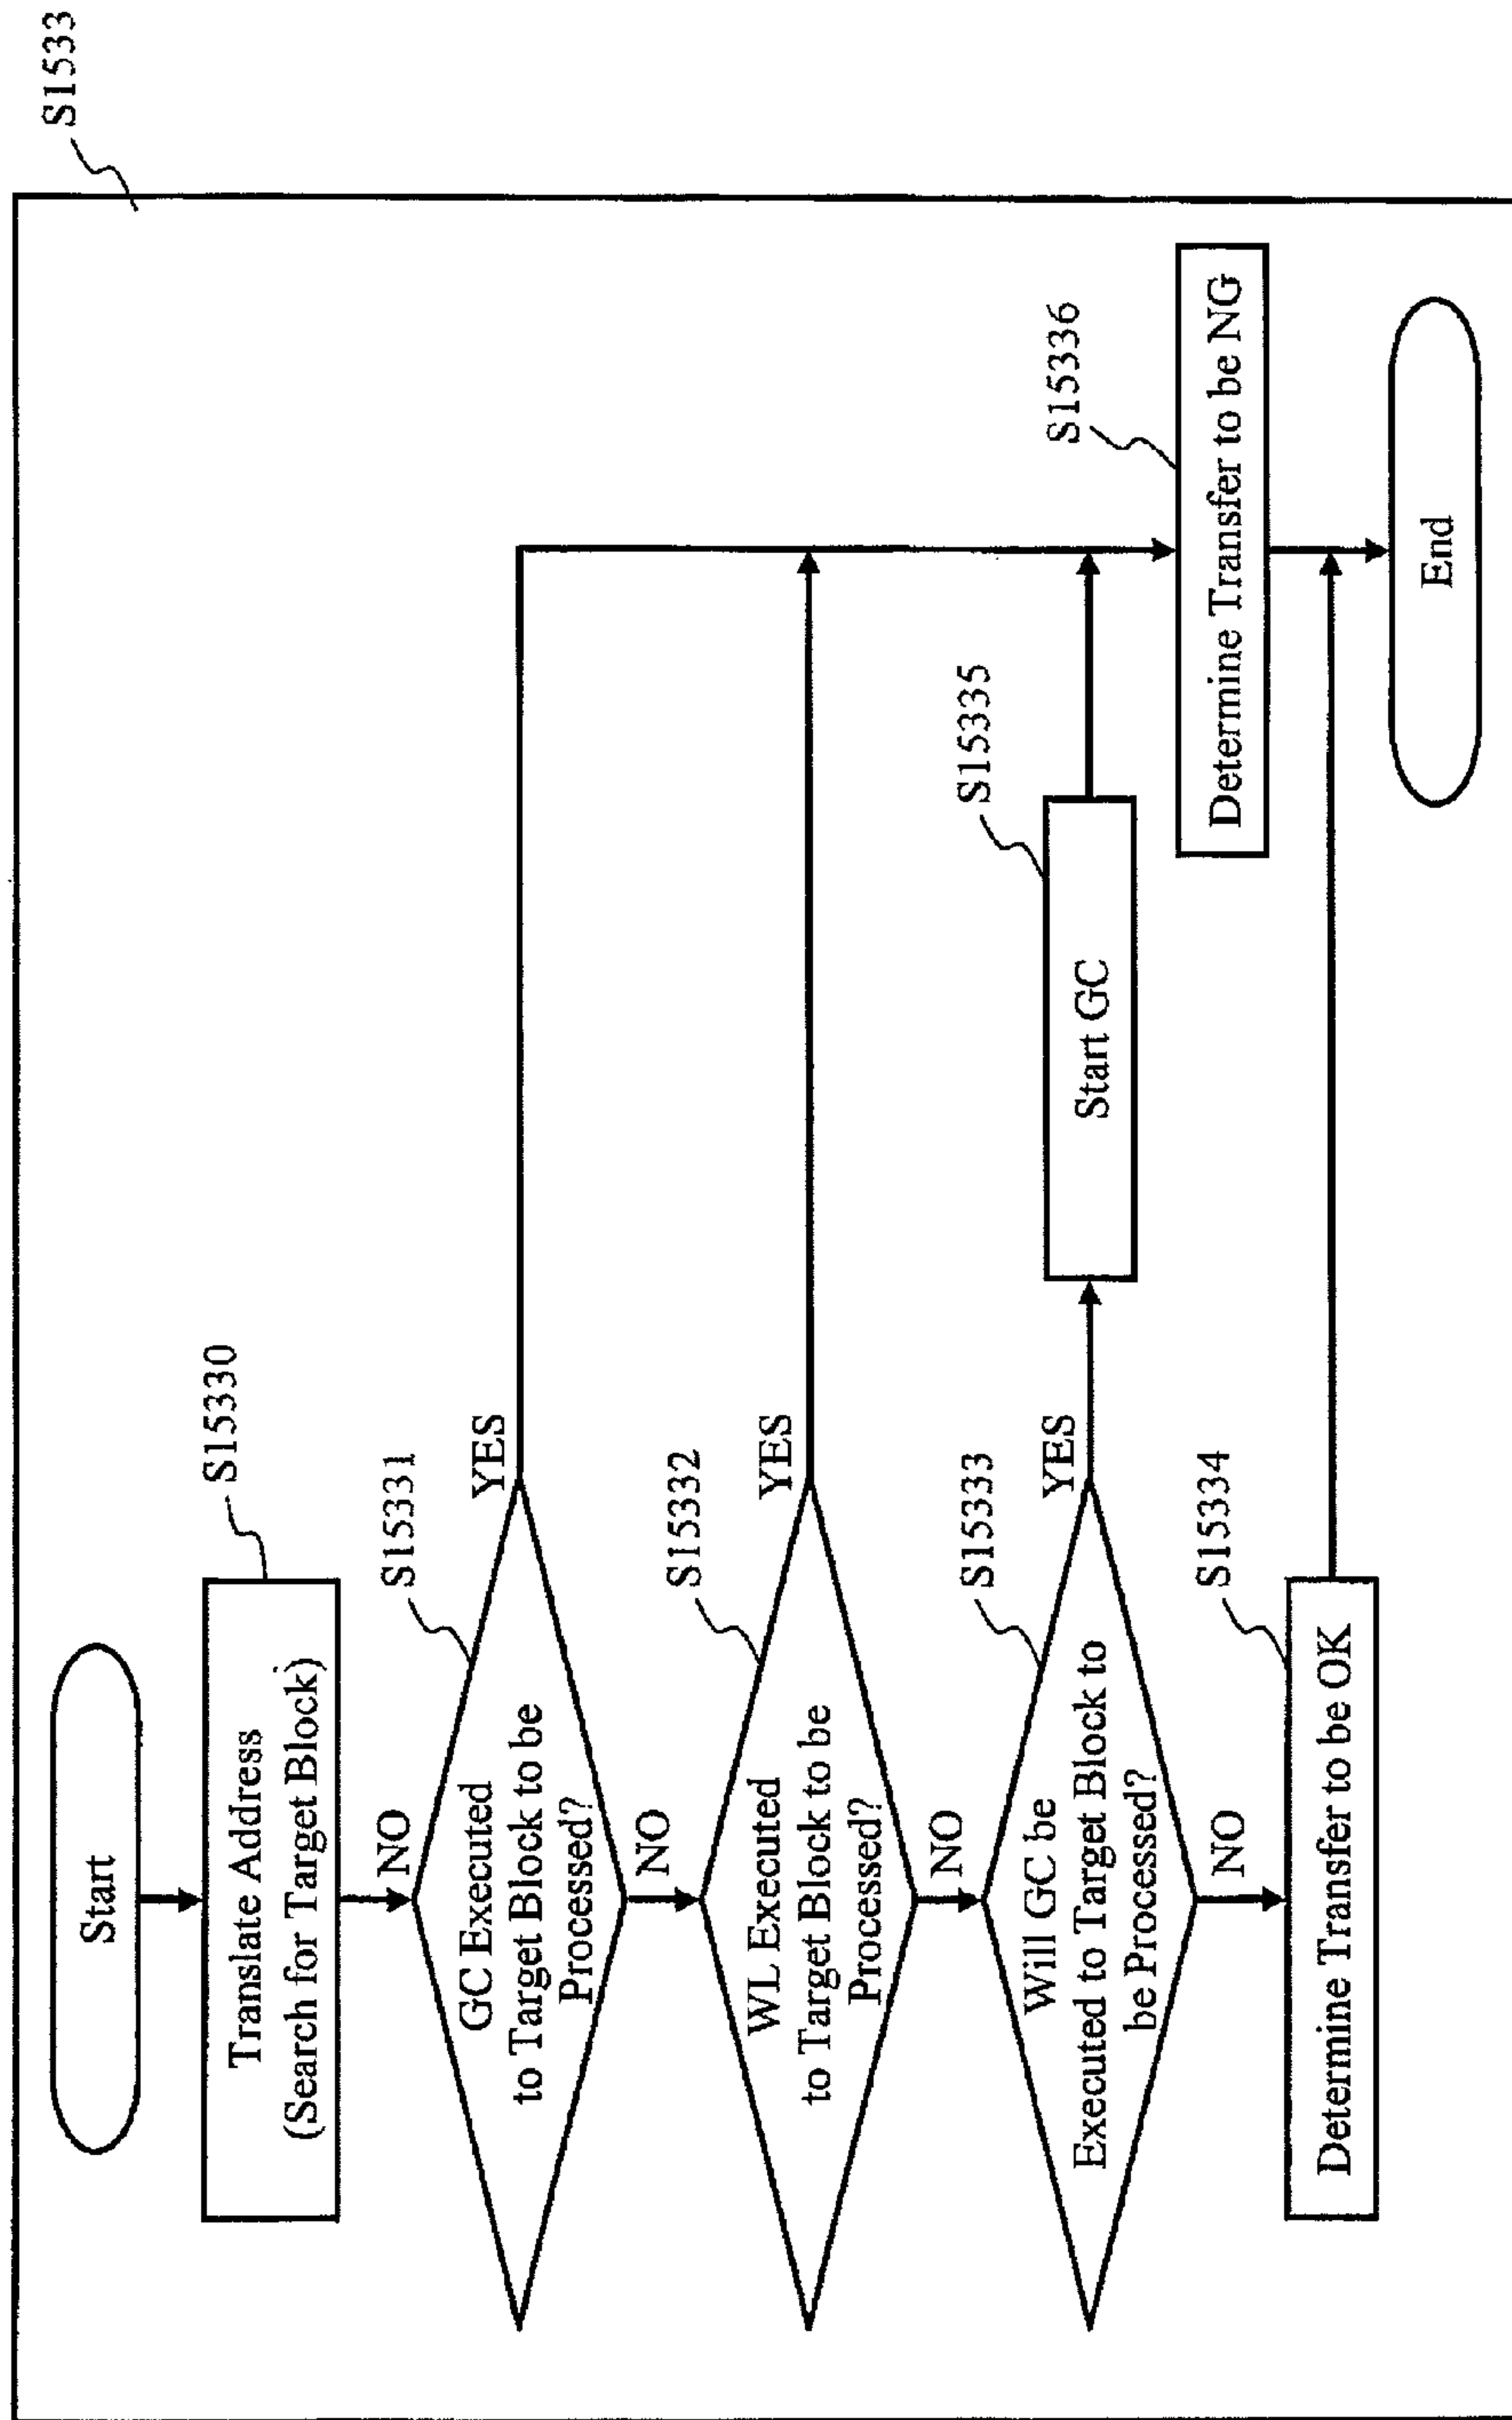 S1533
Start
S15330
Translate Address
(Search for Target Block)
NO
S15331
GC Executed
to Target Block to be
Processed?
YES
NO
S15332
WL Executed
to Target Block to be
Processed?
YES
NO
S15333
Will GC be
Executed to Target Block to
be Processed?
YES
S15335
Start GC
NO
S15334
Determine Transfer to be OK
S15336
Determine Transfer to be NG
End